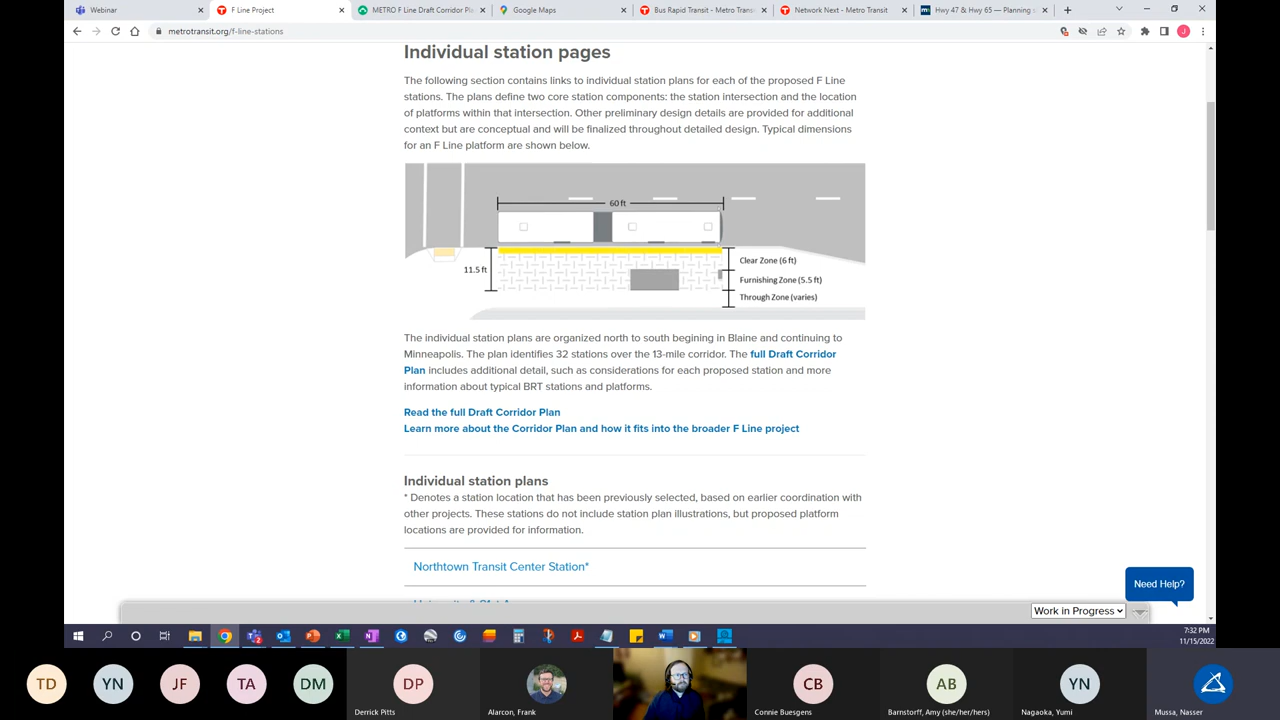 Webinar
F Line Project
METRO F Line Draft Corridor Pla
Google Maps
Bus Rapid Transit - Metro Transi
Network Next - Metro Transit
Hwy 47 & Hwy 65 — Planning s
metrotransit.org/f-line-stations
J
Individual station pages
The following section contains links to individual station plans for each of the proposed F Line
stations. The plans define two core station components: the station intersection and the location
of platforms within that intersection. Other preliminary design details are provided for additional
context but are conceptual and will be finalized throughout detailed design. Typical dimensions
for an F Line platform are shown below.
60 ft
11.5 ft
Clear Zone (6 ft)
Furnishing Zone (5.5 ft)
Through Zone (varies)
The individual station plans are organized north to south begining in Blaine and continuing to
Minneapolis. The plan identifies 32 stations over the 13-mile corridor. The full Draft Corridor
Plan includes additional detail, such as considerations for each proposed station and more
information about typical BRT stations and platforms.
Read the full Draft Corridor Plan
Learn more about the Corridor Plan and how it fits into the broader F Line project
Individual station plans
* Denotes a station location that has been previously selected, based on earlier coordination with
other projects. These stations do not include station plan illustrations, but proposed platform
locations are provided for information.
Northtown Transit Center Station*
Need Help?
Work in Progress
7:32 PM
11/15/2022
TD
YN
JF
TA
DM
DP
CB
AB
YN
Derrick Pitts
Alarcon, Frank
Connie Buesgens
Barnstorff, Amy (she/her/hers)
Nagaoka, Yumi
Mussa, Nasser